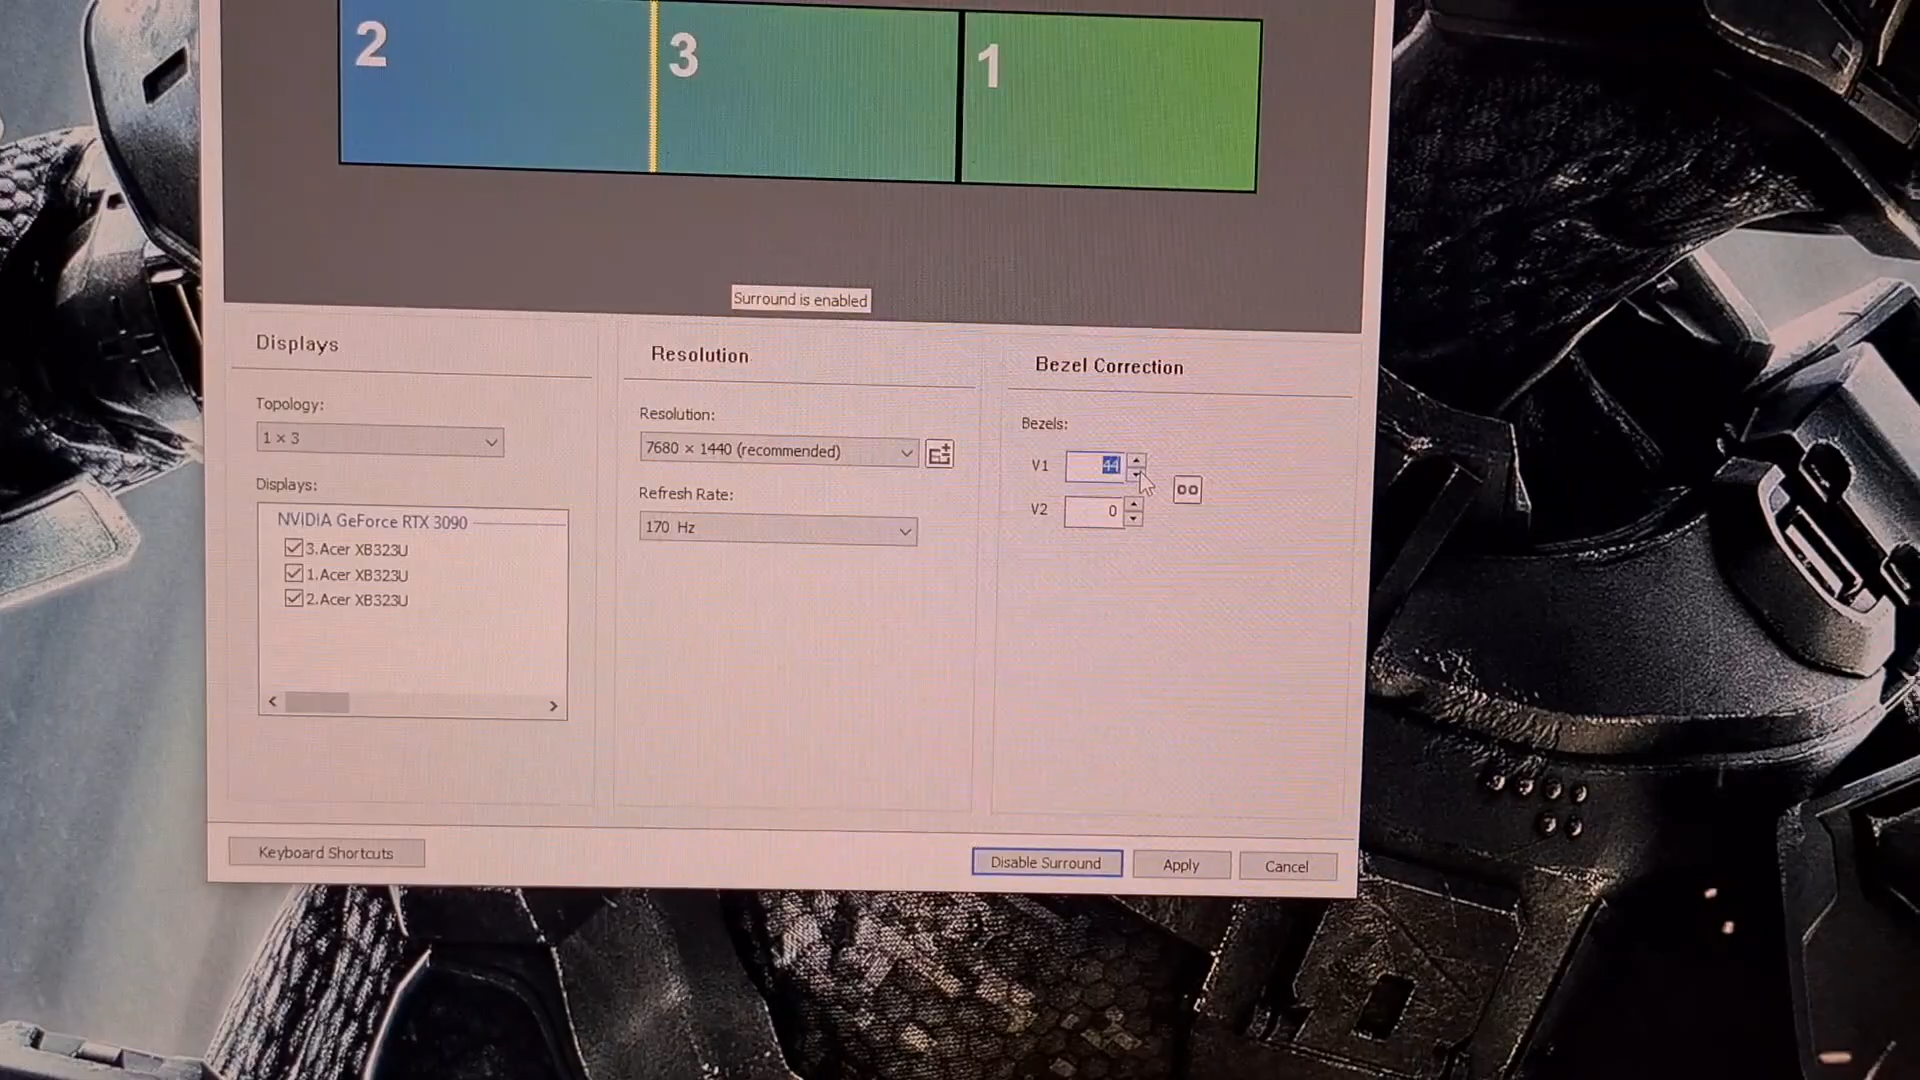 2
3
1
Surround is enabled
Displays
Topology:
1 × 3
Displays:
NVIDIA GeForce RTX 3090
3.Acer XB323U
1.Acer XB323U
2.Acer XB323U
Resolution
Resolution:
7680 × 1440 (recommended)
Refresh Rate:
170 Hz
Bezel Correction
Bezels:
V1 44
V2 0
Keyboard Shortcuts
Disable Surround
Apply
Cancel